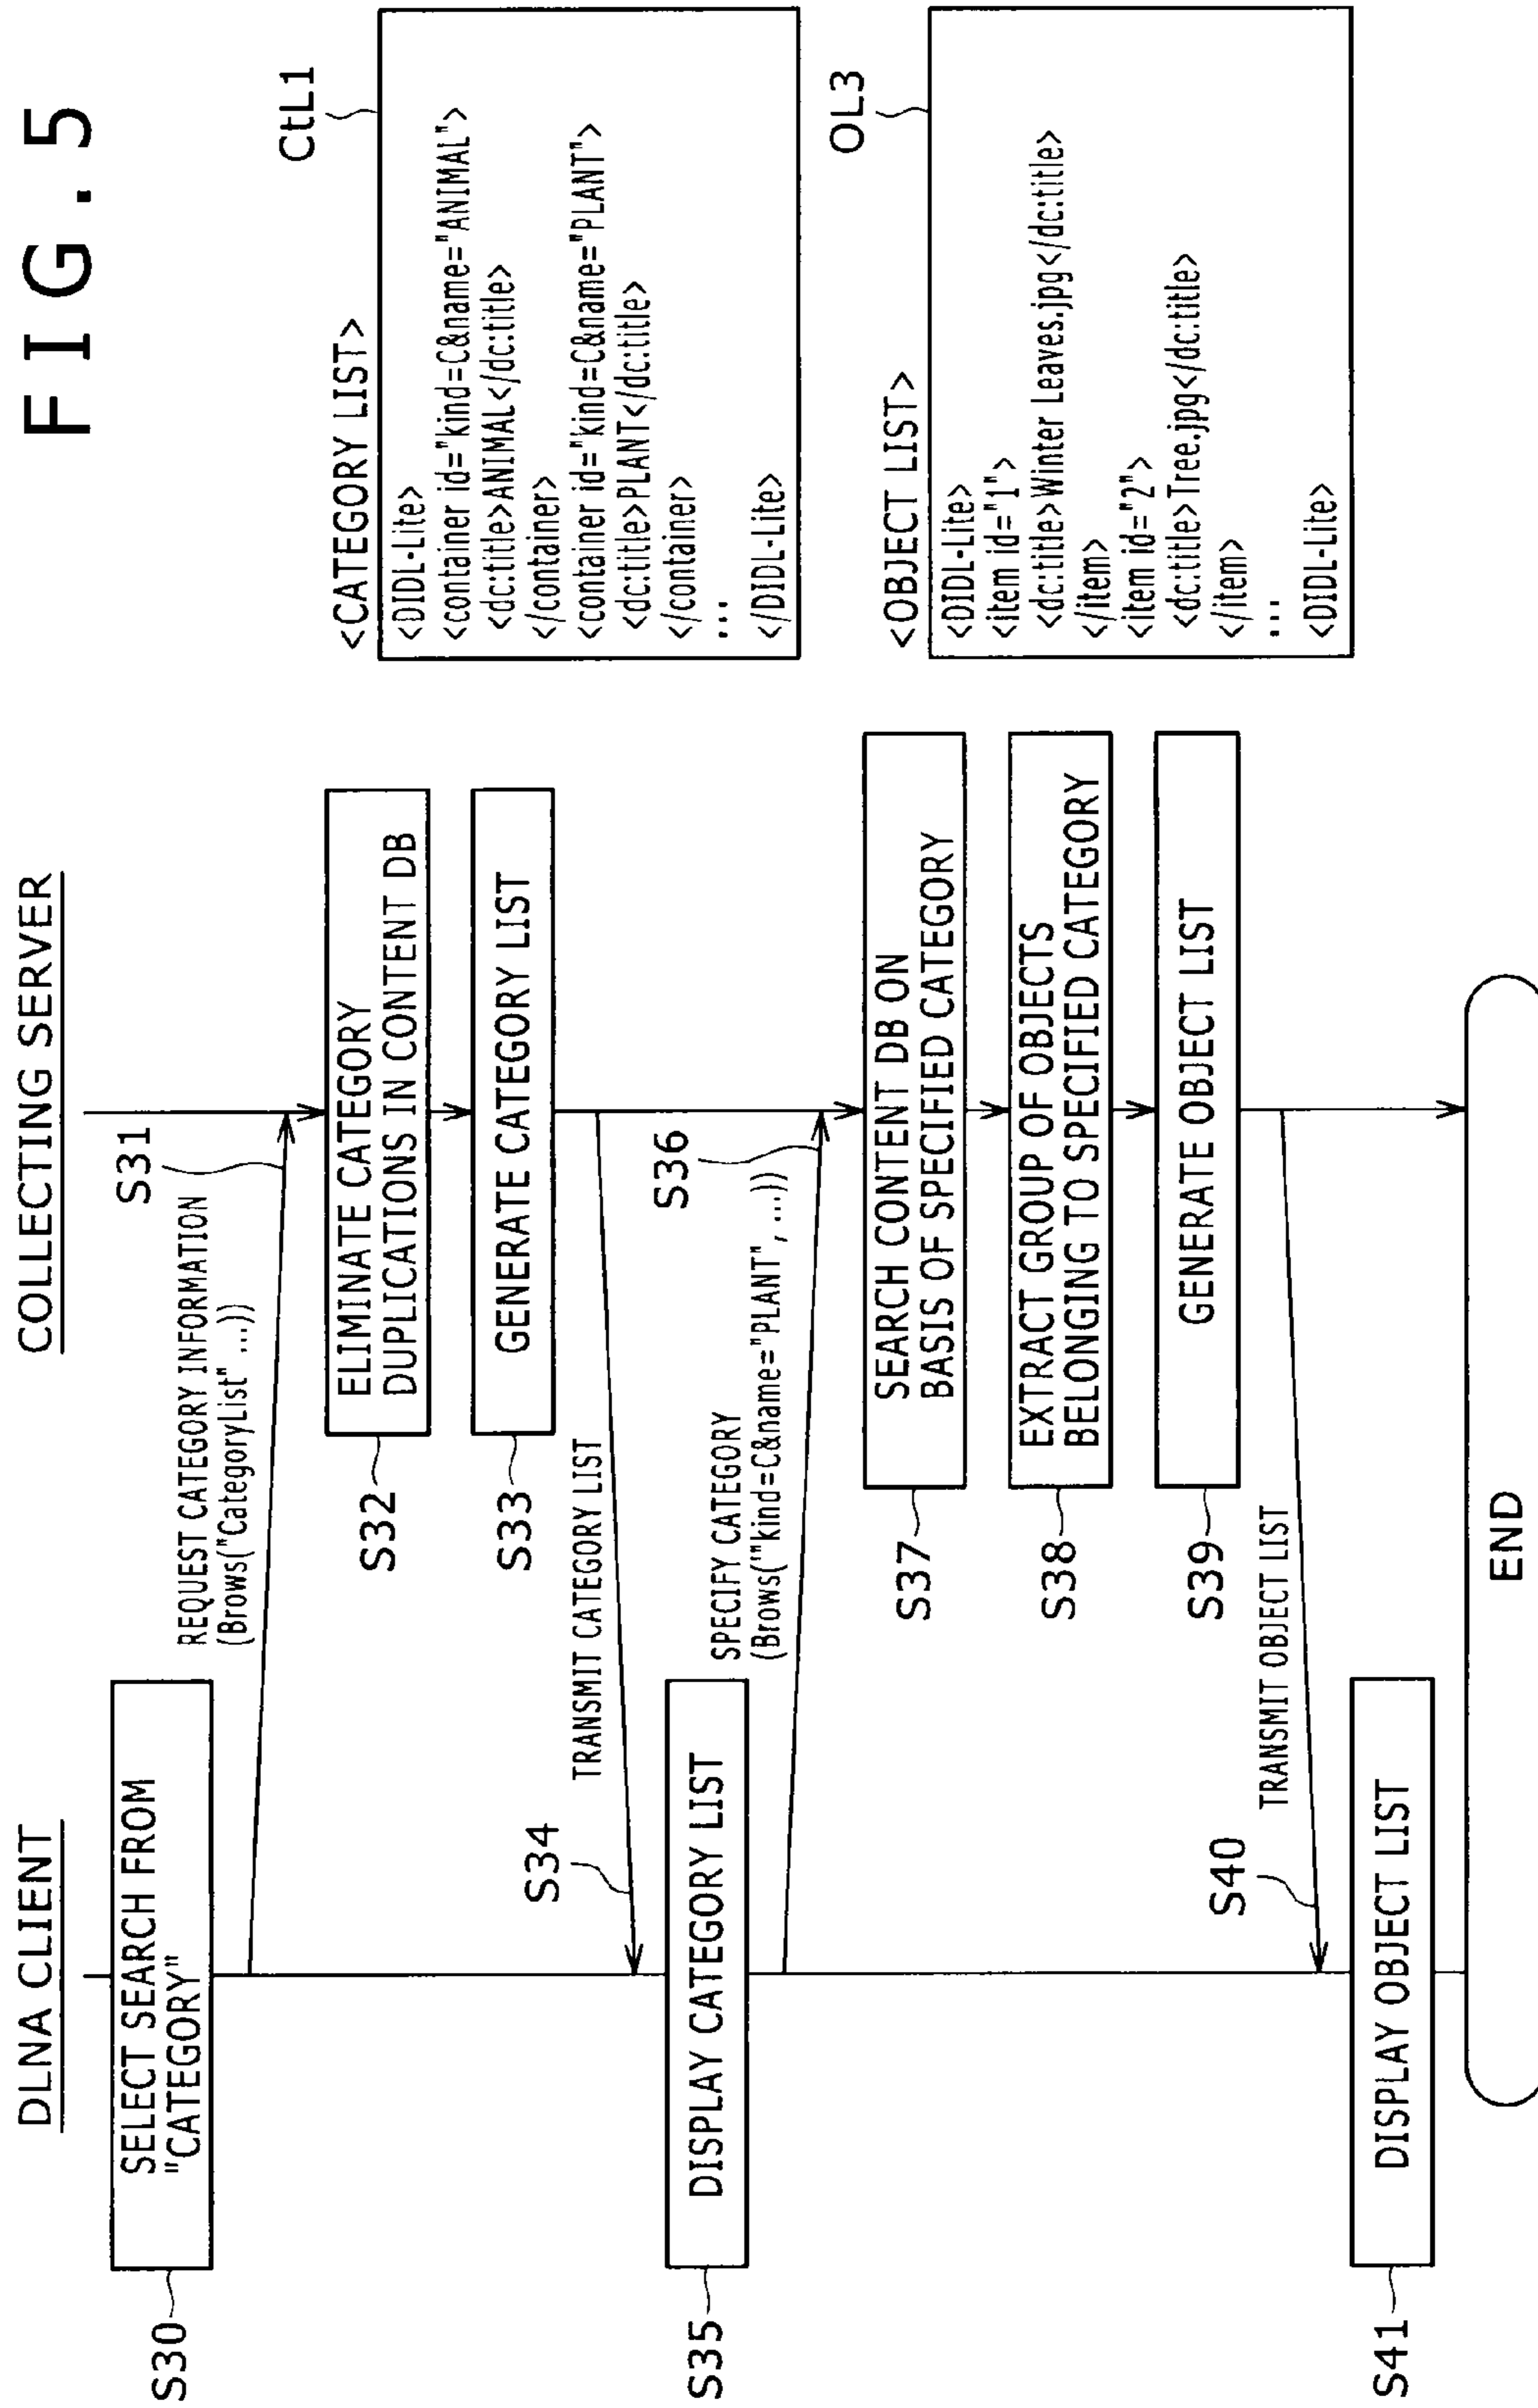 FIG. 5
DLNA CLIENT
COLLECTING SERVER
S30
SELECT SEARCH FROM
"CATEGORY"
REQUEST CATEGORY INFORMATION
(Brows("CategoryList" ...))
S31
S32
ELIMINATE CATEGORY
DUPLICATIONS IN CONTENT DB
S33
GENERATE CATEGORY LIST
TRANSMIT CATEGORY LIST
S34
S35
DISPLAY CATEGORY LIST
SPECIFY CATEGORY
(Brows('"kind=C&name="PLANT", ...))
S36
S37
SEARCH CONTENT DB ON
BASIS OF SPECIFIED CATEGORY
S38
EXTRACT GROUP OF OBJECTS
BELONGING TO SPECIFIED CATEGORY
S39
GENERATE OBJECT LIST
TRANSMIT OBJECT LIST
S40
S41
DISPLAY OBJECT LIST
END
<CATEGORY LIST>
CtL1
<DIDL-Lite>
<container id="kind=C&name="ANIMAL">
<dc:title>ANIMAL</dc:title>
</container>
<container id="kind=C&name="PLANT">
<dc:title>PLANT</dc:title>
</container>
...
</DIDL-Lite>
<OBJECT LIST>
OL3
<DIDL-Lite>
<item id="1">
<dc:title>Winter Leaves.jpg</dc:title>
</item>
<item id="2">
<dc:title>Tree.jpg</dc:title>
</item>
...
<DIDL-Lite>